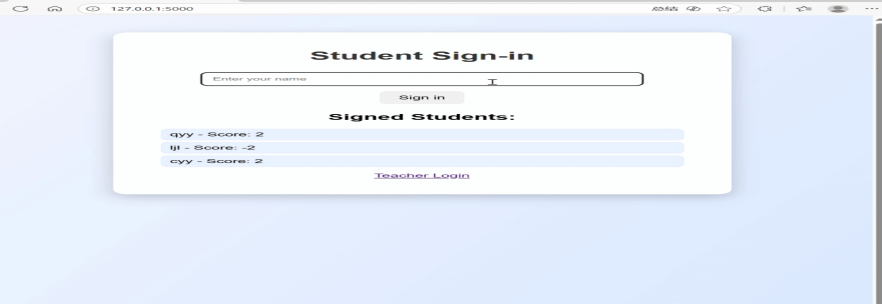 127.0.0.1:5000
Student Sign-in
Enter your name
Sign in
Signed Students:
qyy - Score: 2
ljl - Score: -2
cyy - Score: 2
Teacher Login